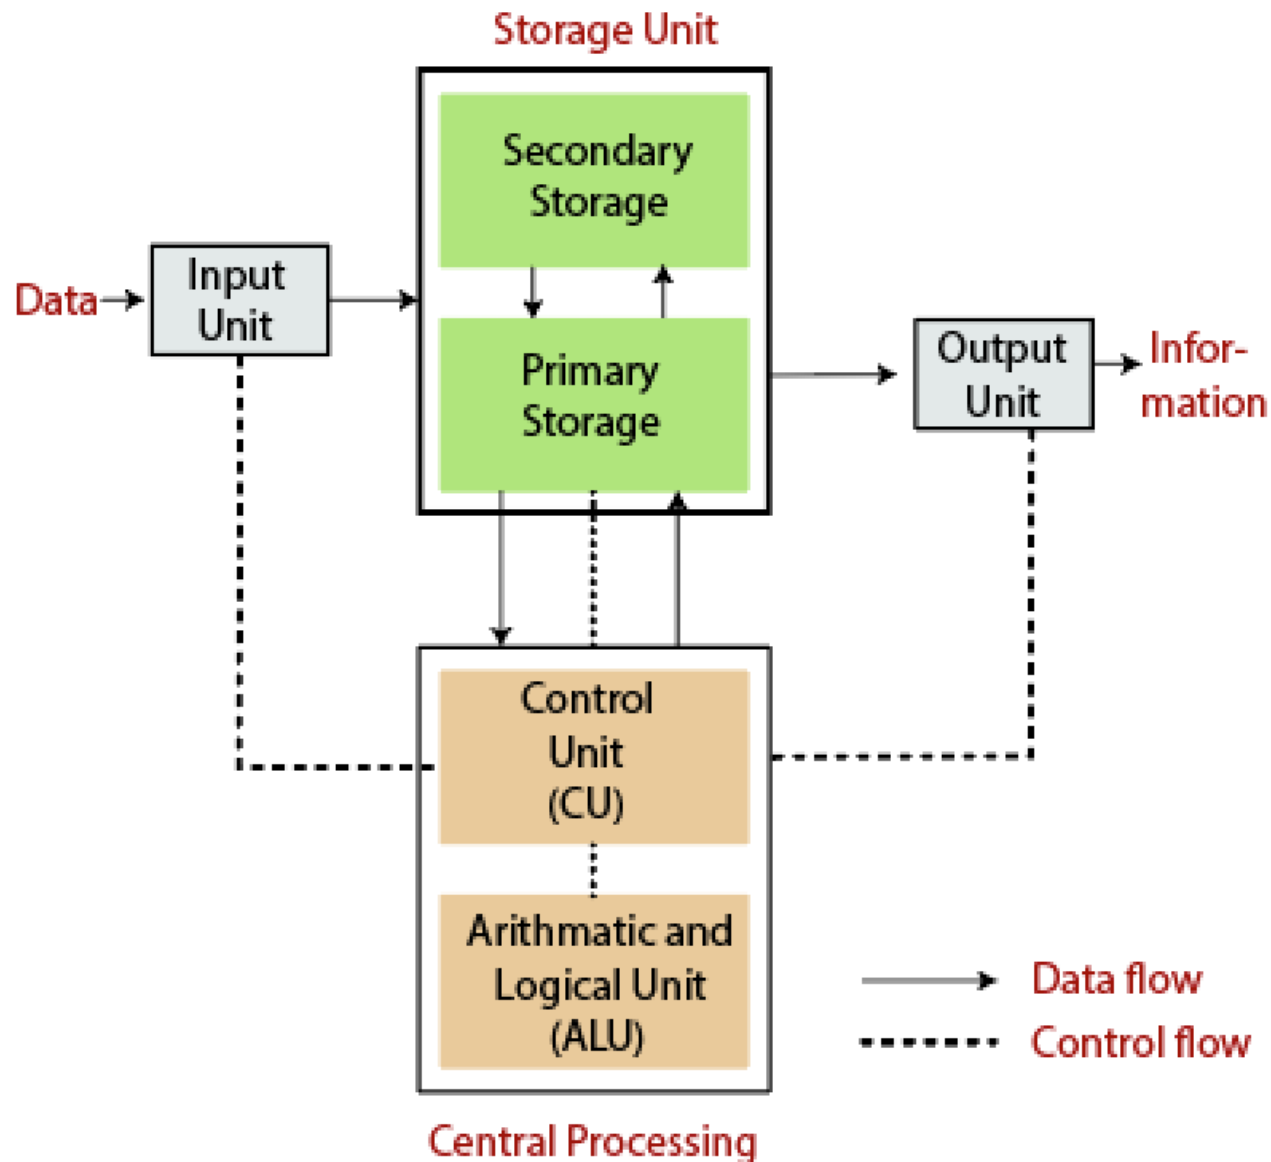 Storage Unit
Secondary
Storage
Data
Input
Unit
Primary
Storage
Output
Unit
Infor-
mation
Control
Unit
(CU)
Arithmatic and
Logical Unit
(ALU)
Data flow
Control flow
Central Processing